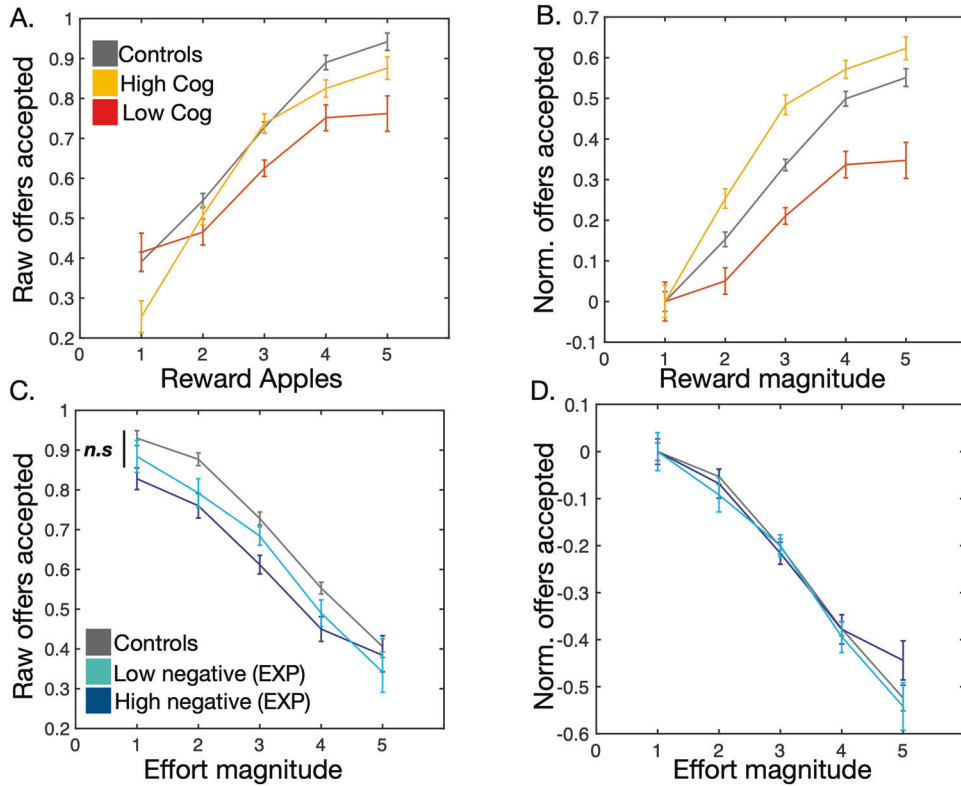 A.
Raw offers accepted
1
0.9
0.8
0.7
0.6
0.5
0.4
0.3
0.2
Controls
High Cog
Low Cog
0 1 2 3 4 5
Reward Apples
B.
Norm. offers accepted
0.7
0.6
0.5
0.4
0.3
0.2
0.1
0
-0.1
0 1 2 3 4 5
Reward magnitude
C.
Raw offers accepted
1
0.9
0.8
0.7
0.6
0.5
0.4
0.3
0.2
n.s
Controls
Low negative (EXP)
High negative (EXP)
0 1 2 3 4 5
Effort magnitude
D.
Norm. offers accepted
0.1
0
-0.1
-0.2
-0.3
-0.4
-0.5
-0.6
0 1 2 3 4 5
Effort magnitude